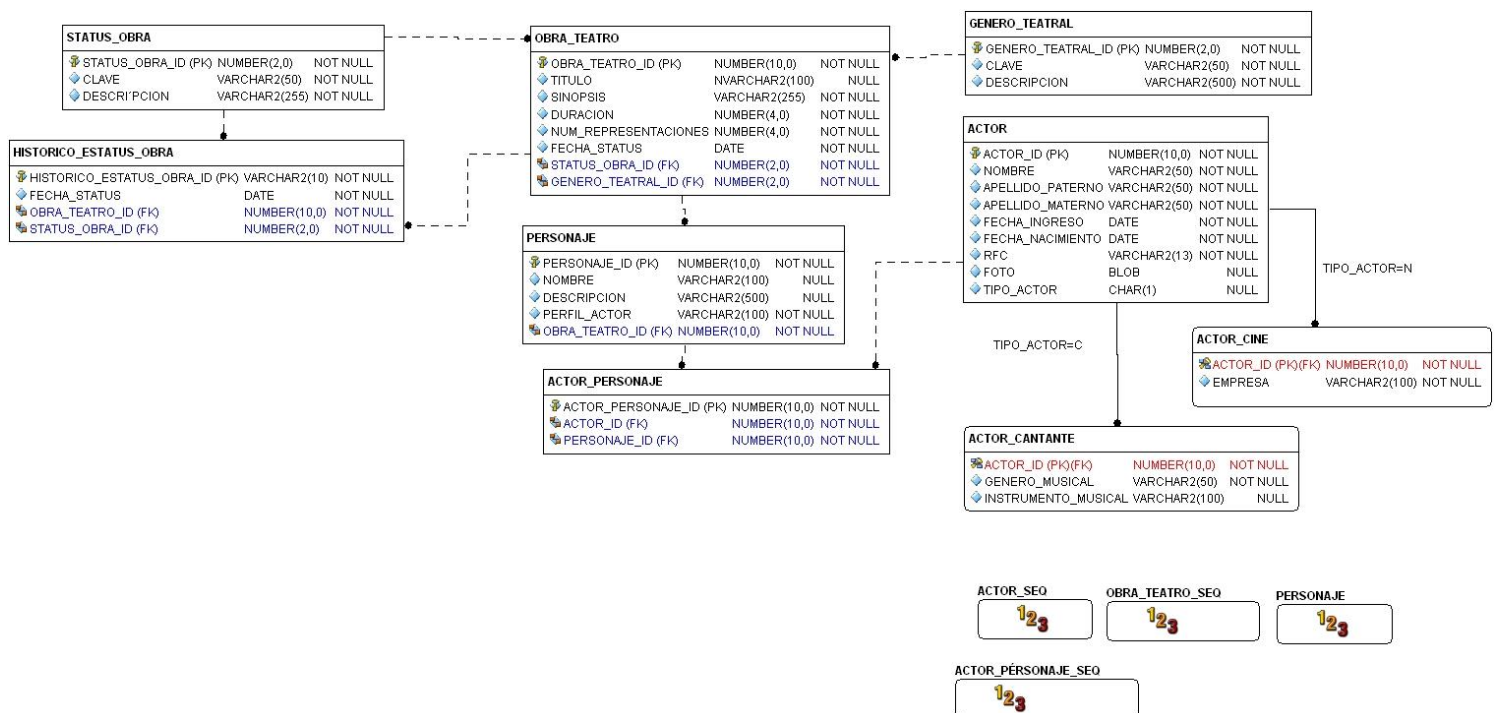 STATUS_OBRA
STATUS_OBRA_ID (PK) NUMBER(2,0) NOT NULL
CLAVE VARCHAR2(50) NOT NULL
DESCRI´PCION VARCHAR2(255) NOT NULL
HISTORICO_ESTATUS_OBRA
HISTORICO_ESTATUS_OBRA_ID (PK) VARCHAR2(10) NOT NULL
FECHA_STATUS DATE NOT NULL
OBRA_TEATRO_ID (FK) NUMBER(10,0) NOT NULL
STATUS_OBRA_ID (FK) NUMBER(2,0) NOT NULL
OBRA_TEATRO
OBRA_TEATRO_ID (PK) NUMBER(10,0) NOT NULL
TITULO NVARCHAR2(100) NULL
SINOPSIS VARCHAR2(255) NOT NULL
DURACION NUMBER(4,0) NOT NULL
NUM_REPRESENTACIONES NUMBER(4,0) NOT NULL
FECHA_STATUS DATE NOT NULL
STATUS_OBRA_ID (FK) NUMBER(2,0) NOT NULL
GENERO_TEATRAL_ID (FK) NUMBER(2,0) NOT NULL
PERSONAJE
PERSONAJE_ID (PK) NUMBER(10,0) NOT NULL
NOMBRE VARCHAR2(100) NULL
DESCRIPCION VARCHAR2(500) NULL
PERFIL_ACTOR VARCHAR2(100) NOT NULL
OBRA_TEATRO_ID (FK) NUMBER(10,0) NOT NULL
ACTOR_PERSONAJE
ACTOR_PERSONAJE_ID (PK) NUMBER(10,0) NOT NULL
ACTOR_ID (FK) NUMBER(10,0) NOT NULL
PERSONAJE_ID (FK) NUMBER(10,0) NOT NULL
GENERO_TEATRAL
GENERO_TEATRAL_ID (PK) NUMBER(2,0) NOT NULL
CLAVE VARCHAR2(50) NOT NULL
DESCRIPCION VARCHAR2(500) NOT NULL
ACTOR
ACTOR_ID (PK) NUMBER(10,0) NOT NULL
NOMBRE VARCHAR2(50) NOT NULL
APELLIDO_PATERNO VARCHAR2(50) NOT NULL
APELLIDO_MATERNO VARCHAR2(50) NOT NULL
FECHA_INGRESO DATE NOT NULL
FECHA_NACIMIENTO DATE NOT NULL
RFC VARCHAR2(13) NOT NULL
FOTO BLOB NULL
TIPO_ACTOR CHAR(1) NULL
TIPO_ACTOR=N
TIPO_ACTOR=C
ACTOR_CINE
ACTOR_ID (PK)(FK) NUMBER(10,0) NOT NULL
EMPRESA VARCHAR2(100) NOT NULL
ACTOR_CANTANTE
ACTOR_ID (PK)(FK) NUMBER(10,0) NOT NULL
GENERO_MUSICAL VARCHAR2(50) NOT NULL
INSTRUMENTO_MUSICAL VARCHAR2(100) NULL
ACTOR_SEQ
123
OBRA_TEATRO_SEQ
123
PERSONAJE
123
ACTOR_PÉRSONAJE_SEQ
123